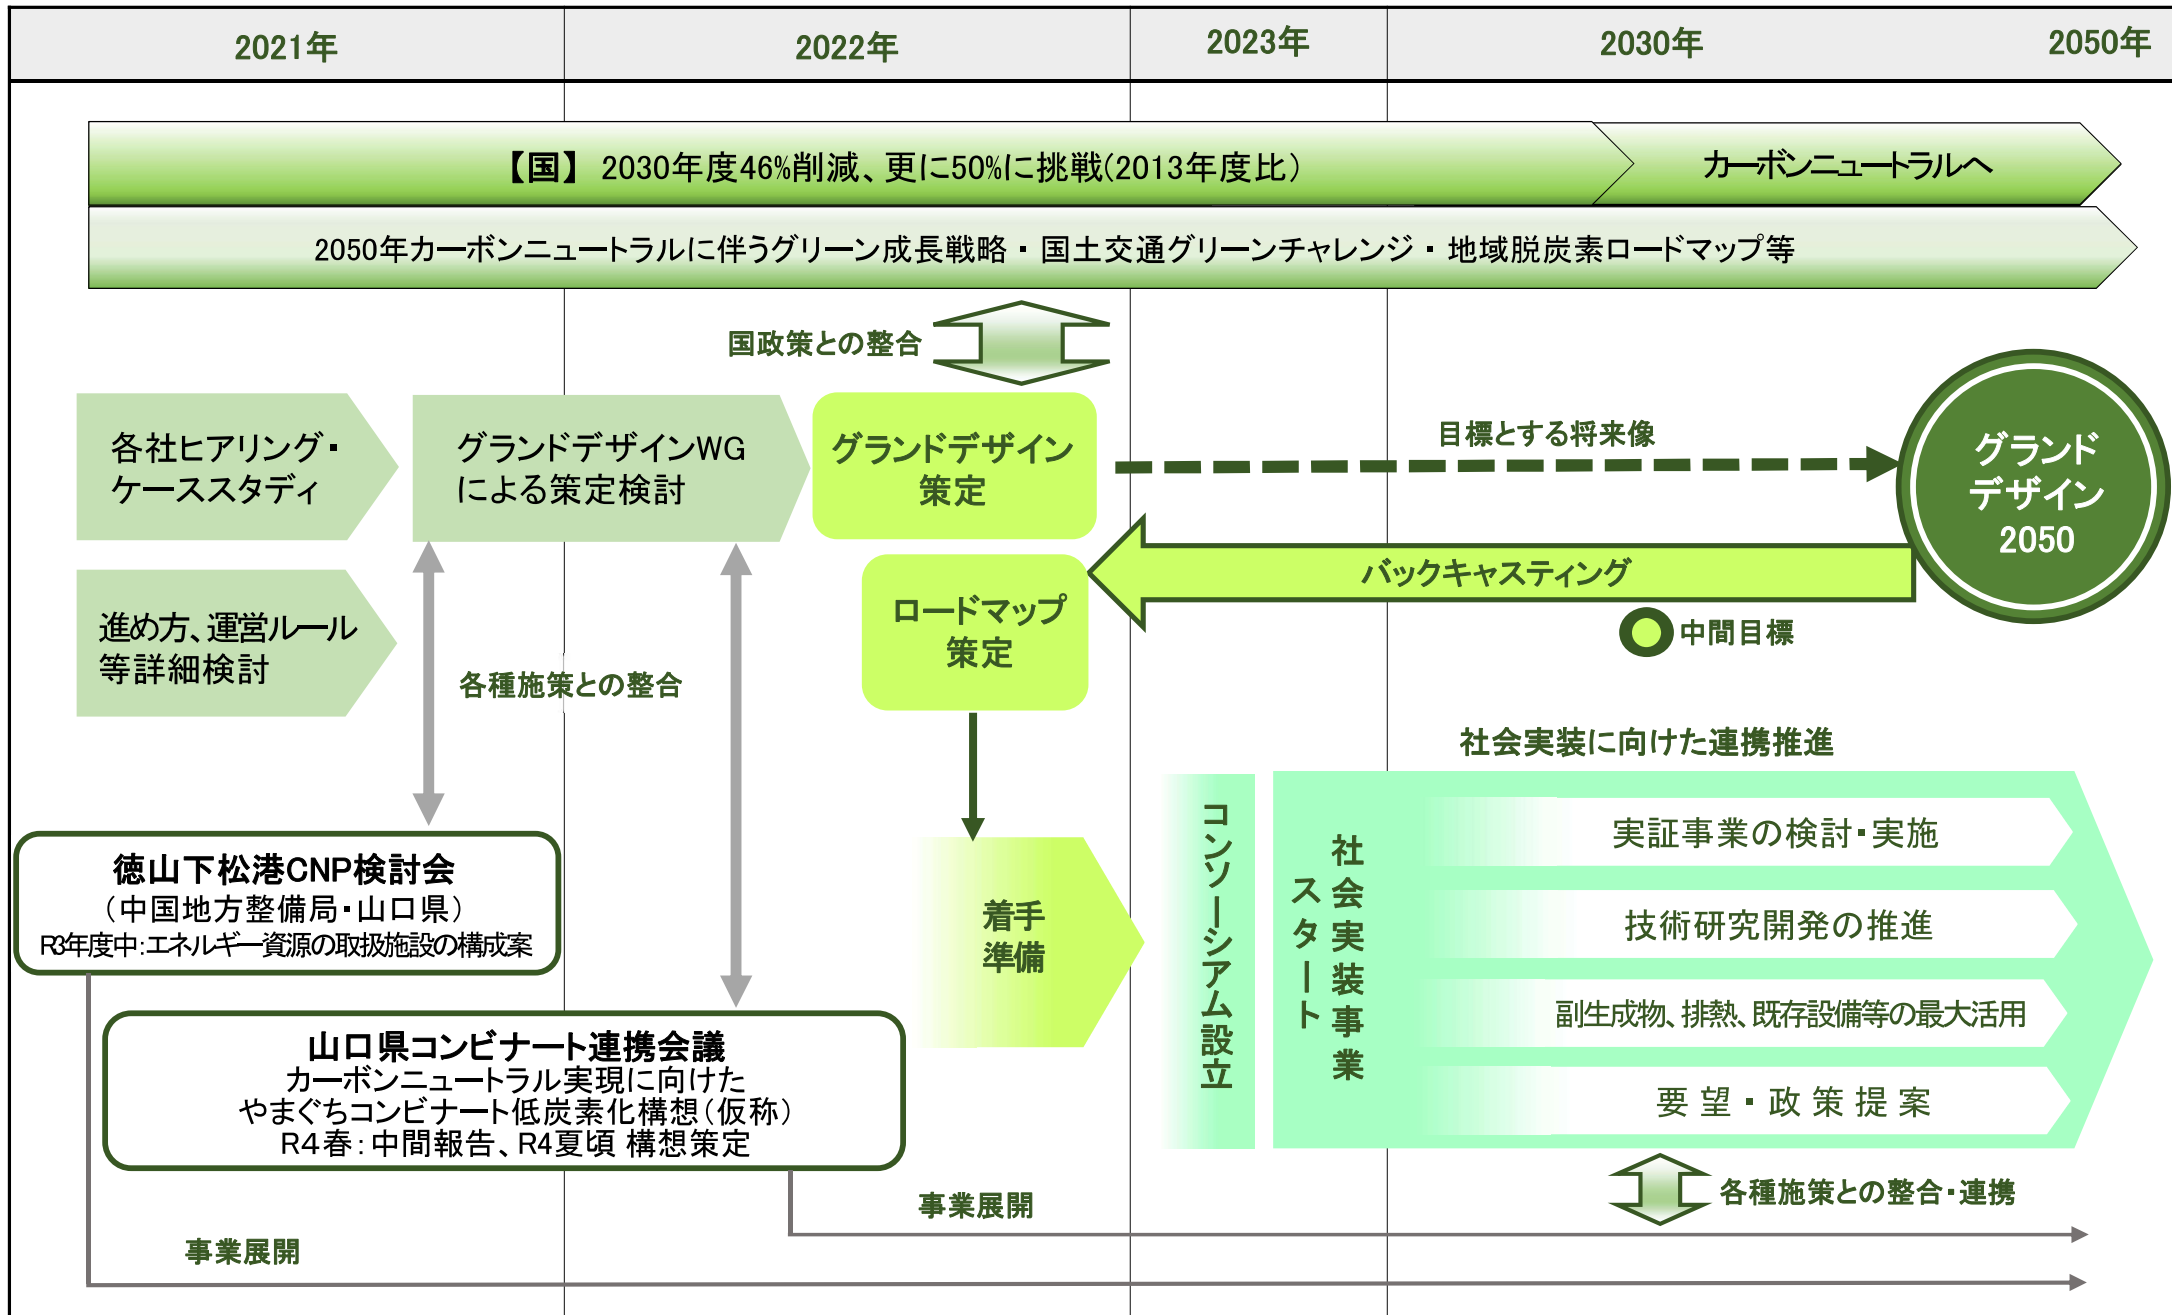 2021年
2022年
2023年
2030年
2050年
【国】 2030年度46%削減、更に50%に挑戦(2013年度比)
カーボンニュートラルへ
2050年カーボンニュートラルに伴うグリーン成長戦略・国土交通グリーンチャレンジ・地域脱炭素ロードマップ等
国政策との整合
各社ヒアリング・
ケーススタディ
グランドデザインWG
による策定検討
グランドデザイン
策定
目標とする将来像
グランド
デザイン
2050
バックキャスティング
中間目標
進め方、運営ルール
等詳細検討
各種施策との整合
ロードマップ
策定
社会実装に向けた連携推進
徳山下松港CNP検討会
（中国地方整備局・山口県）
R3年度中：エネルギー資源の取扱施設の構成案
着手
準備
コンソーシアム設立
社会実装事業
スタート
実証事業の検討・実施
技術研究開発の推進
副生成物、排熱、既存設備等の最大活用
要望・政策提案
山口県コンビナート連携会議
カーボンニュートラル実現に向けた
やまぐちコンビナート低炭素化構想（仮称）
R4春：中間報告、R4夏頃 構想策定
各種施策との整合・連携
事業展開
事業展開